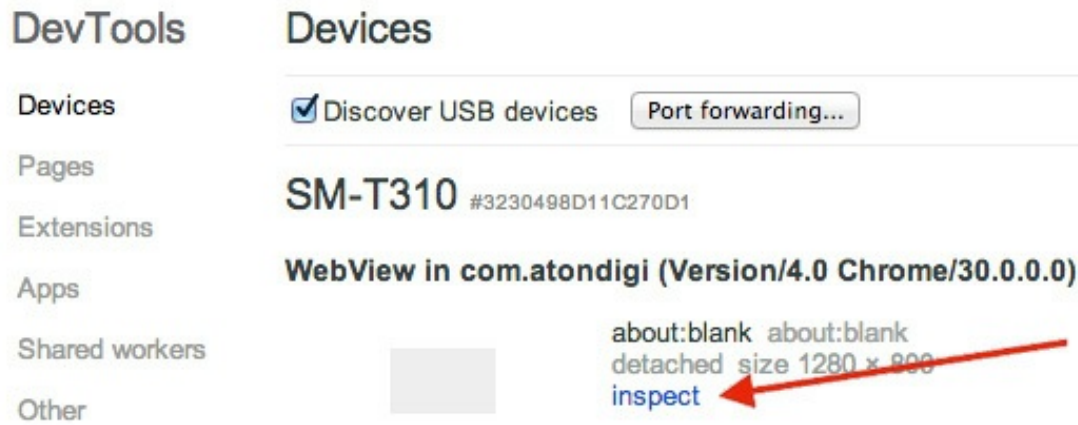 DevTools
Devices
Pages
Extensions
Apps
Shared workers
Other
Devices
Discover USB devices Port forwarding...
SM-T310 #3230498D11C270D1
WebView in com.atondigi (Version/4.0 Chrome/30.0.0.0)
about:blank about:blank
detached size 1280 × 800
inspect